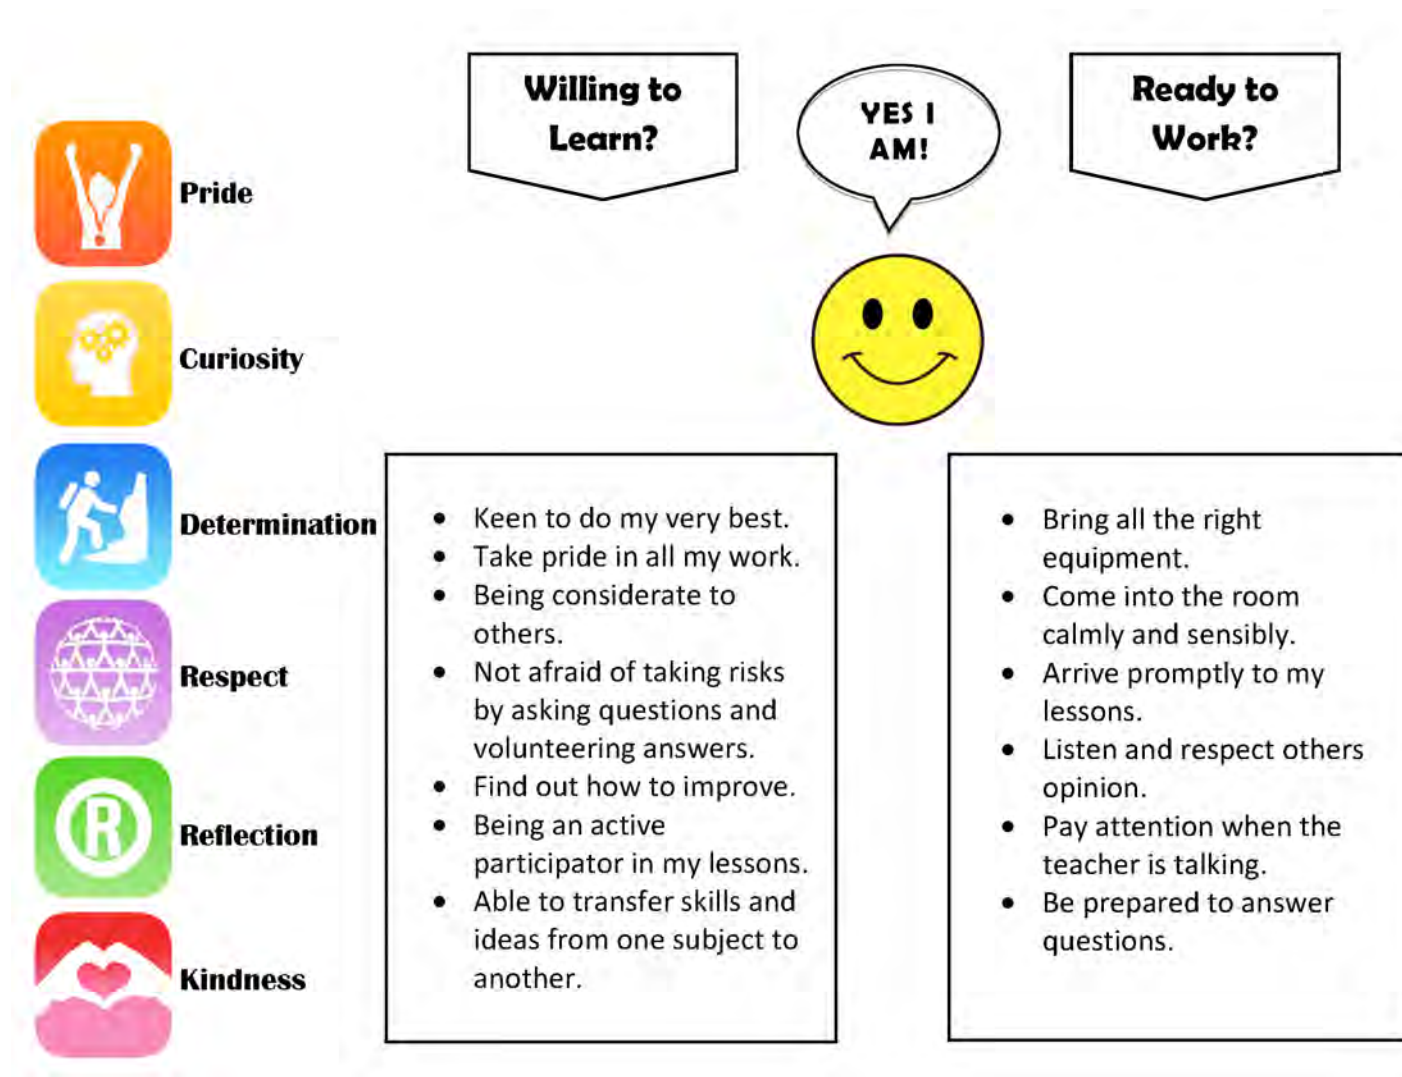 Willing to
Learn?
YES I
AM!
Ready to
Work?
Pride
Curiosity
Determination
Respect
R
Reflection
Kindness
• Keen to do my very best.
• Take pride in all my work.
• Being considerate to
others.
• Not afraid of taking risks
by asking questions and
volunteering answers.
• Find out how to improve.
• Being an active
participator in my lessons.
• Able to transfer skills and
ideas from one subject to
another.
• Bring all the right
equipment.
• Come into the room
calmly and sensibly.
• Arrive promptly to my
lessons.
• Listen and respect others
opinion.
• Pay attention when the
teacher is talking.
• Be prepared to answer
questions.